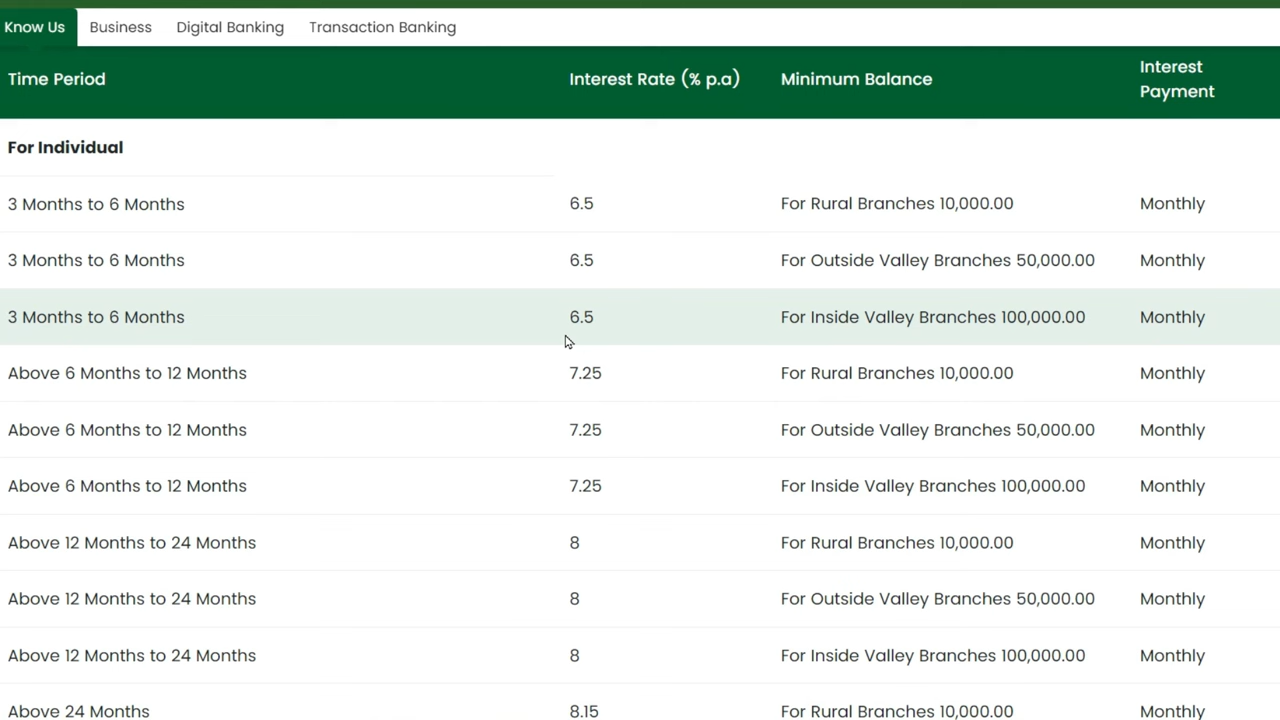 Know Us Business Digital Banking Transaction Banking
Time Period Interest Rate (% p.a) Minimum Balance Interest Payment
For Individual
3 Months to 6 Months 6.5 For Rural Branches 10,000.00 Monthly
3 Months to 6 Months 6.5 For Outside Valley Branches 50,000.00 Monthly
3 Months to 6 Months 6.5 For Inside Valley Branches 100,000.00 Monthly
Above 6 Months to 12 Months 7.25 For Rural Branches 10,000.00 Monthly
Above 6 Months to 12 Months 7.25 For Outside Valley Branches 50,000.00 Monthly
Above 6 Months to 12 Months 7.25 For Inside Valley Branches 100,000.00 Monthly
Above 12 Months to 24 Months 8 For Rural Branches 10,000.00 Monthly
Above 12 Months to 24 Months 8 For Outside Valley Branches 50,000.00 Monthly
Above 12 Months to 24 Months 8 For Inside Valley Branches 100,000.00 Monthly
Above 24 Months 8.15 For Rural Branches 10,000.00 Monthly